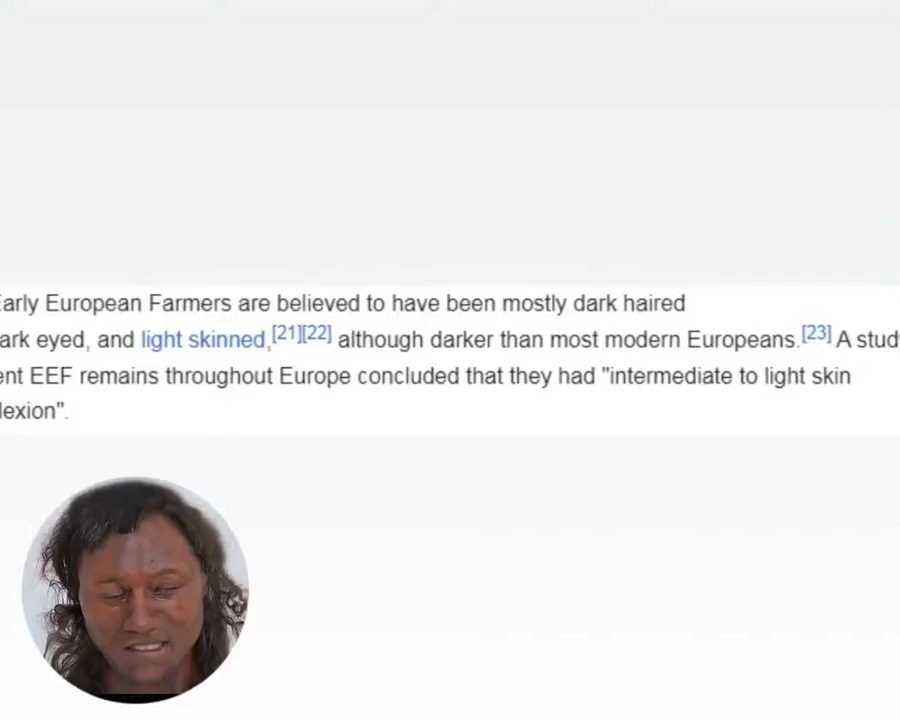 Early European Farmers are believed to have been mostly dark haired
ark eyed, and light skinned,[21][22] although darker than most modern Europeans.[23] A stud
ent EEF remains throughout Europe concluded that they had "intermediate to light skin
lexion".